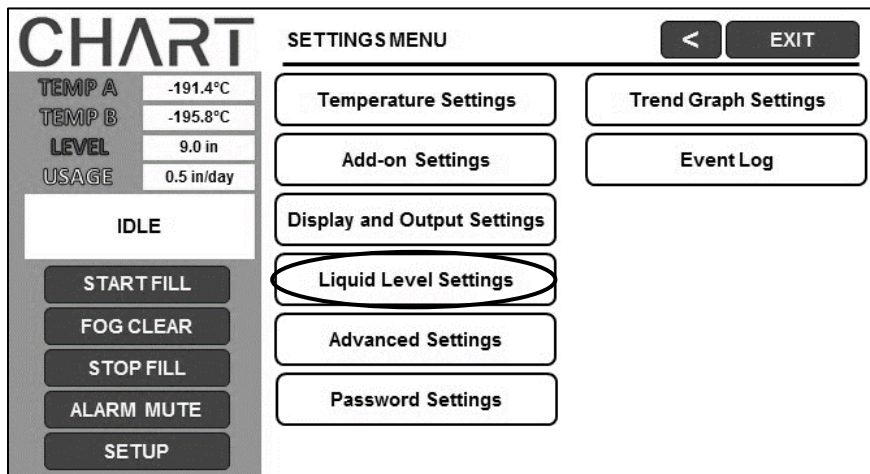 CHART
SETTINGS MENU
<
EXIT
TEMP A -191.4°C
TEMP B -195.8°C
LEVEL 9.0 in
USAGE 0.5 in/day
IDLE
START FILL
FOG CLEAR
STOP FILL
ALARM MUTE
SETUP
Temperature Settings
Add-on Settings
Display and Output Settings
Liquid Level Settings
Advanced Settings
Password Settings
Trend Graph Settings
Event Log